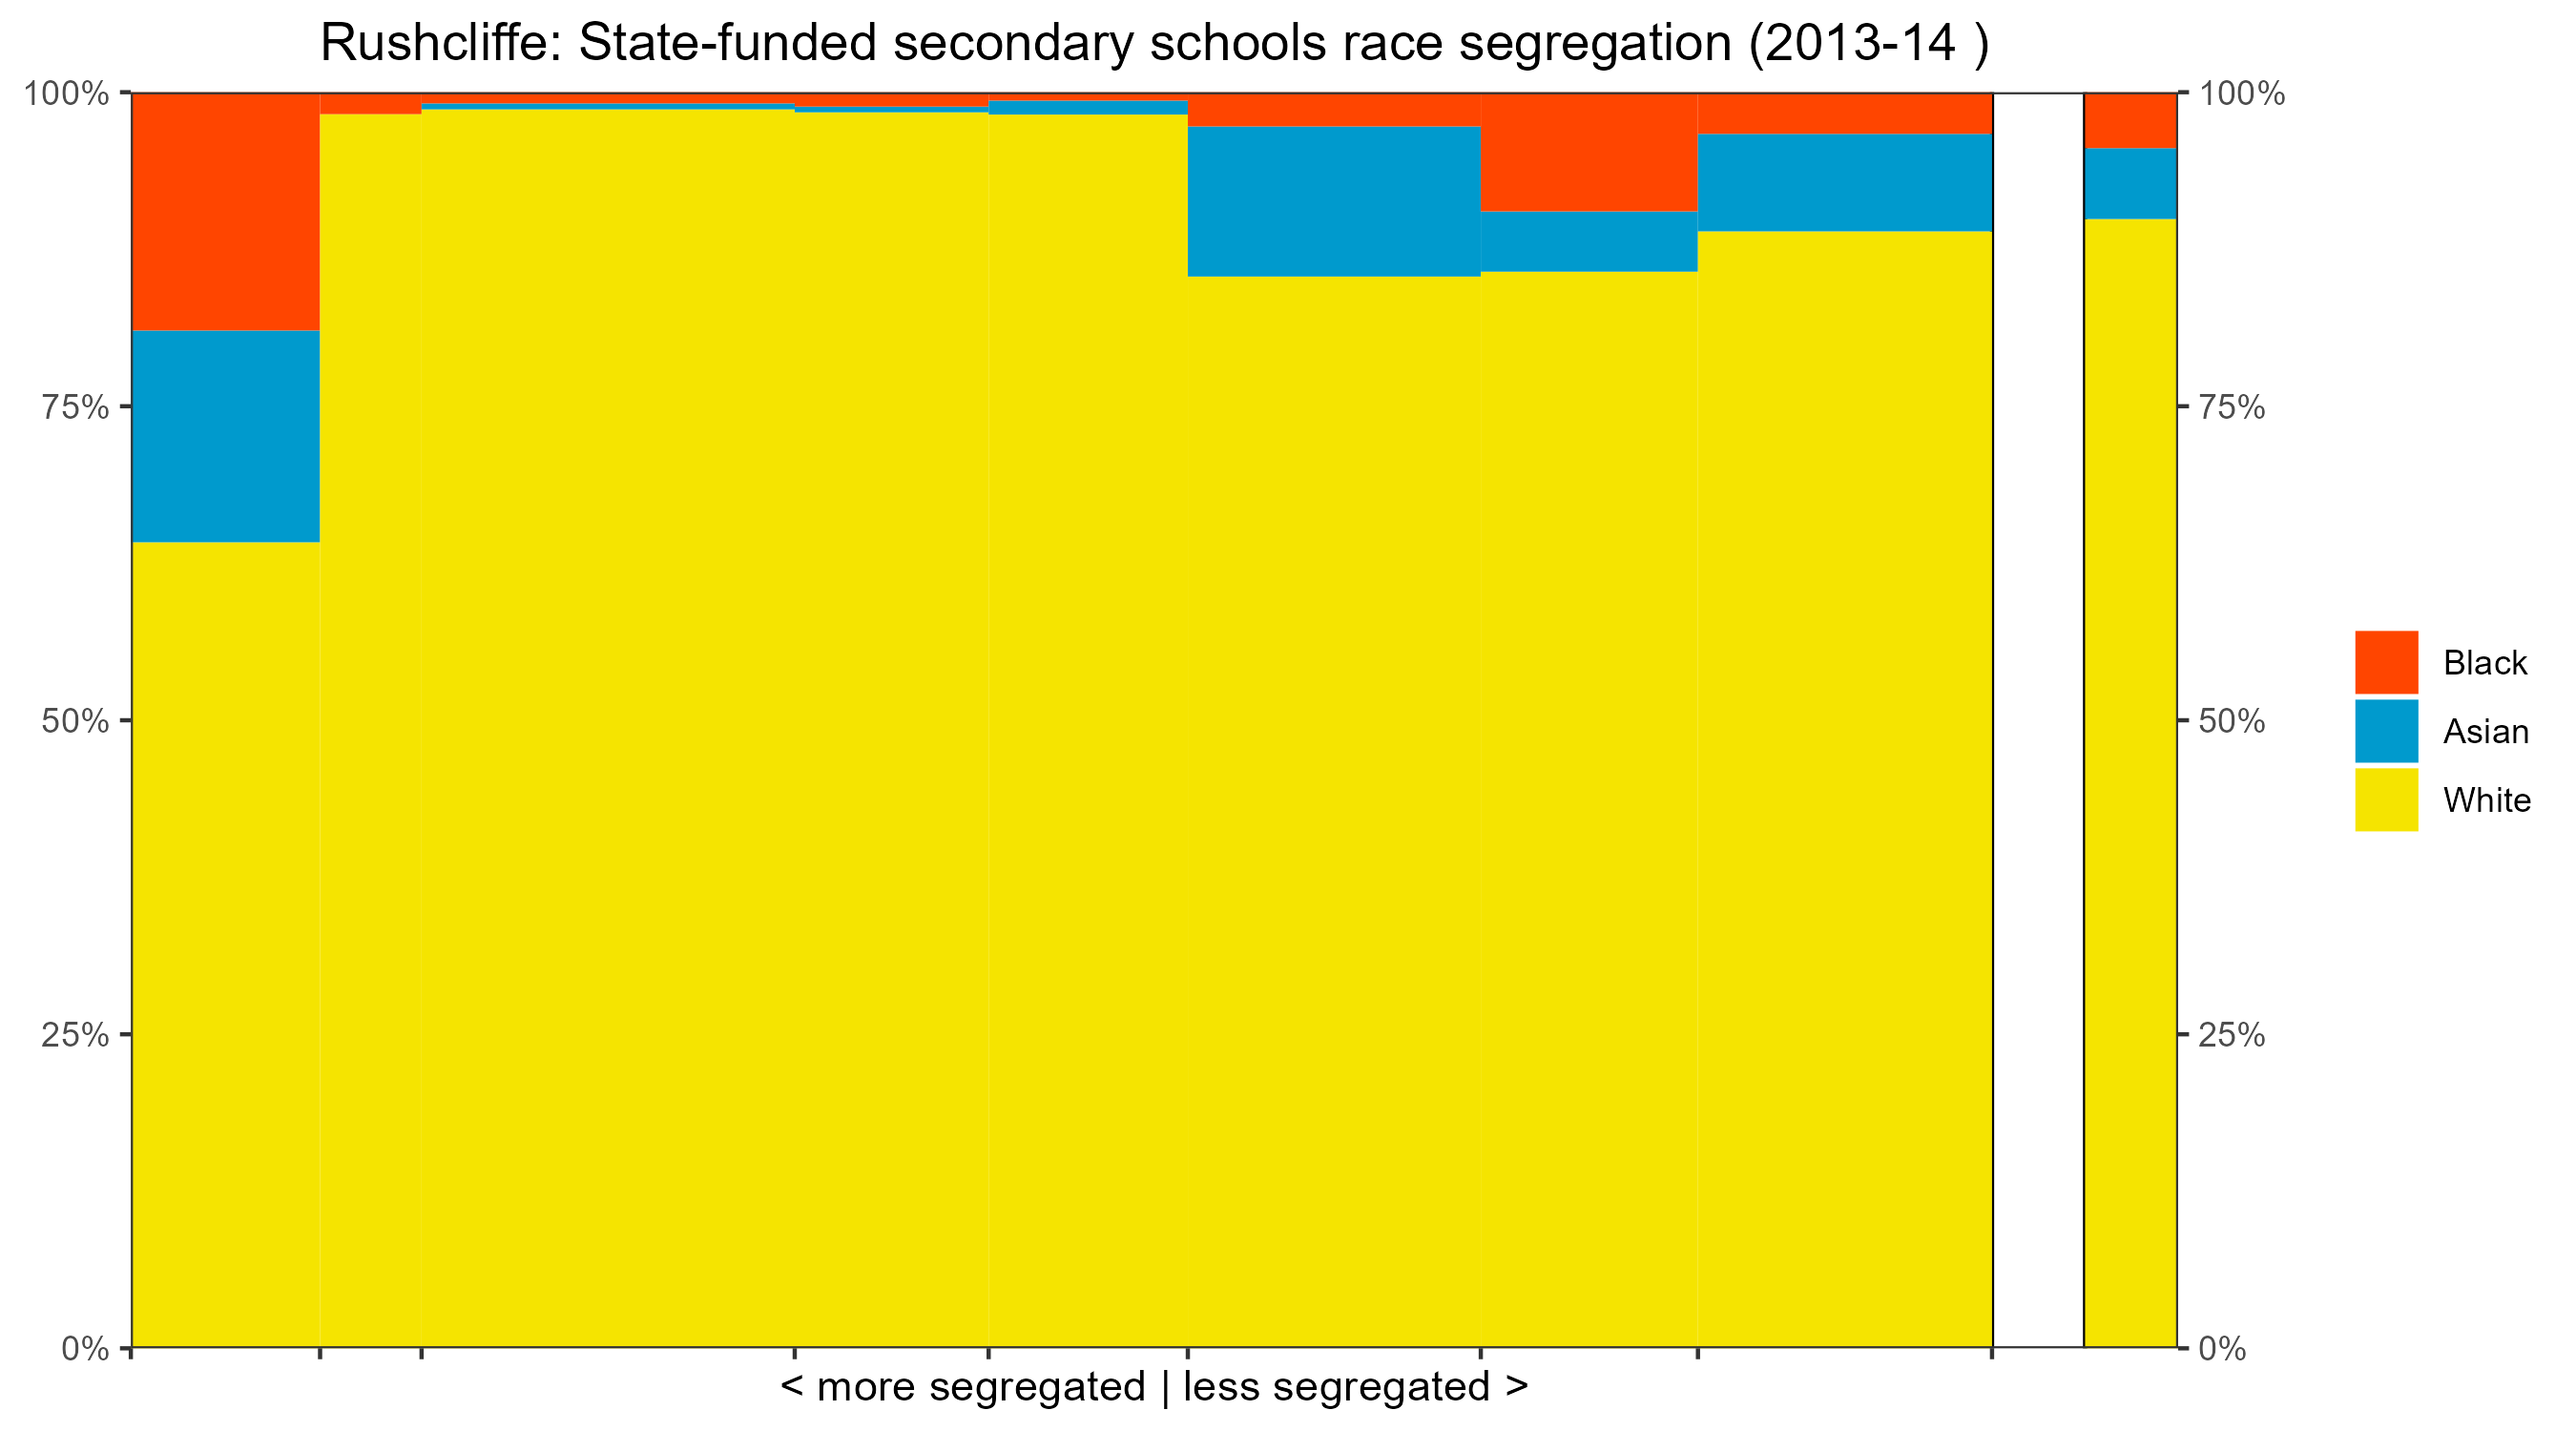 Rushcliffe: State-funded secondary schools race segregation (2013-14 )
100%
75%
50%
25%
0%
100%
75%
50%
25%
0%
Black
Asian
White
< more segregated | less segregated >